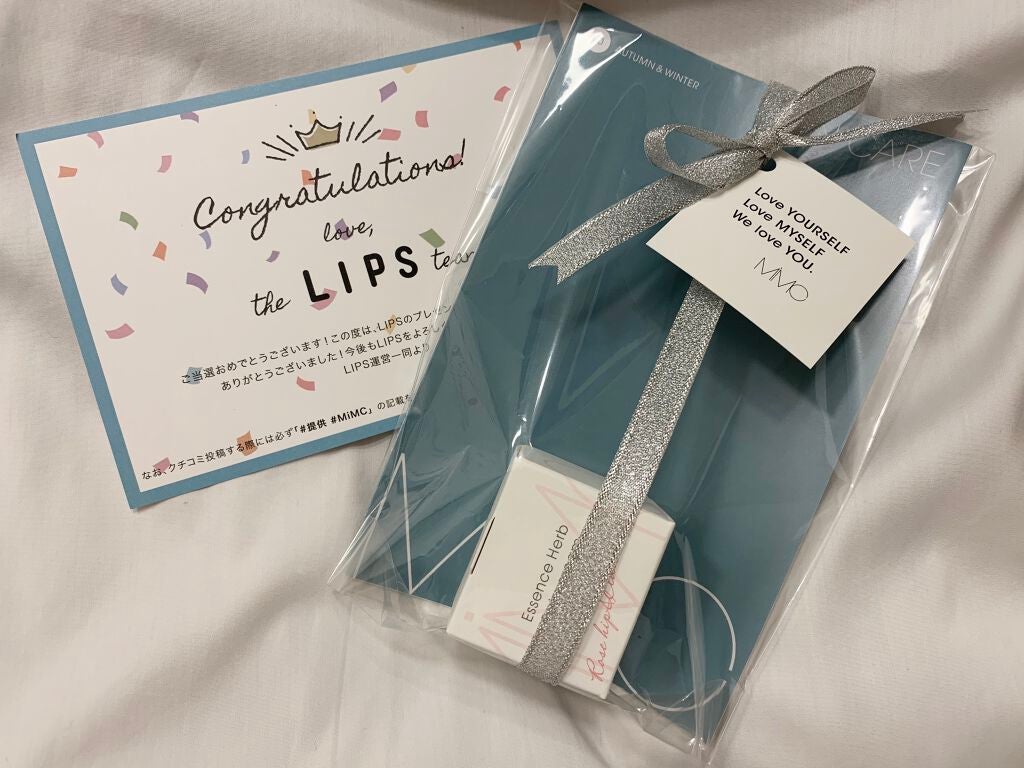 Congratulations!
love,
the LIPS
ご当選おめでとうございます！この度は、LIPSのプレゼン
ありがとうございました！今後もLIPSをよろし
LIPS運営一同より
なお、クチコミ投稿する際には必ず「#提供 #MiMC」の記載を
AUTUMN & WINTER
CARE
Love YOURSELF
Love MYSELF
We love YOU.
MiMC
Essence Herb